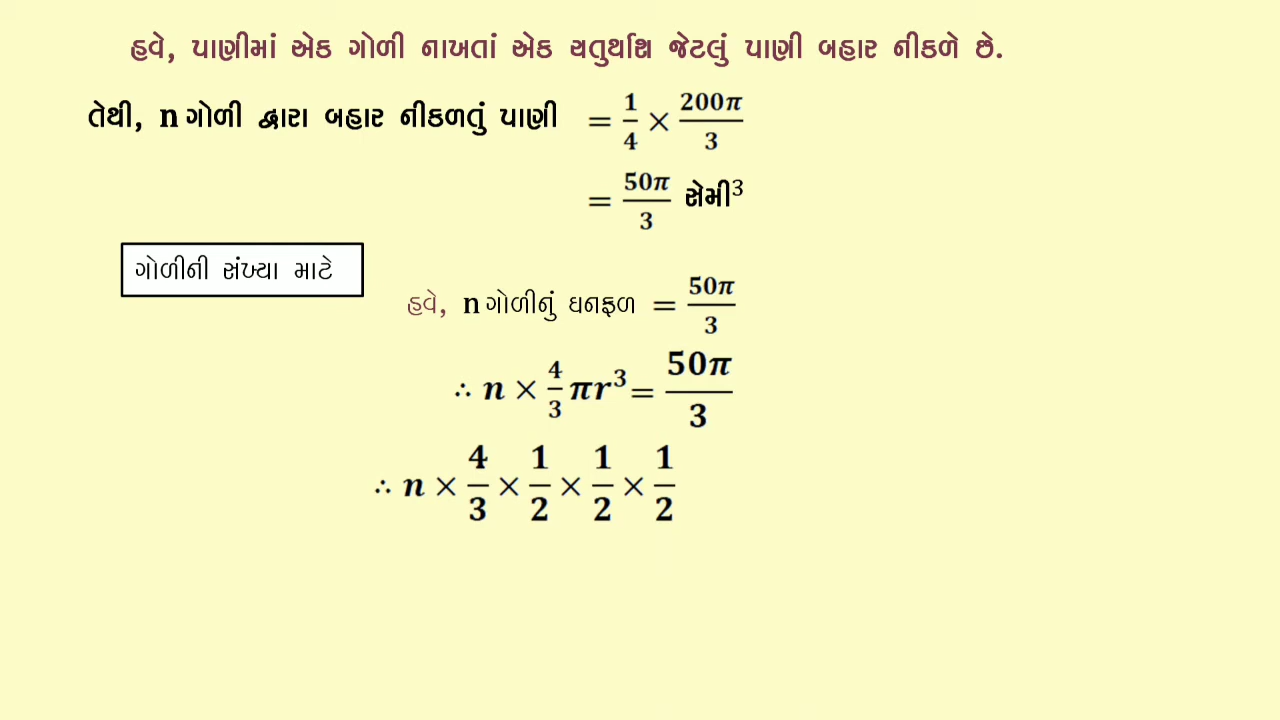 હવે, પાણીમાં એક ગોળી નાખતાં એક ચતુર્થાંશ જેટલું પાણી બહાર નીકળે છે.
તેથી, n ગોળી દ્વારા બહાર નીકળતું પાણી = 1/4 × 200π/3
= 50π/3 સેમી³
ગોળીની સંખ્યા માટે
હવે, n ગોળીનું ઘનફળ = 50π/3
∴ n × 4/3 πr³ = 50π/3
∴ n × 4/3 × 1/2 × 1/2 × 1/2